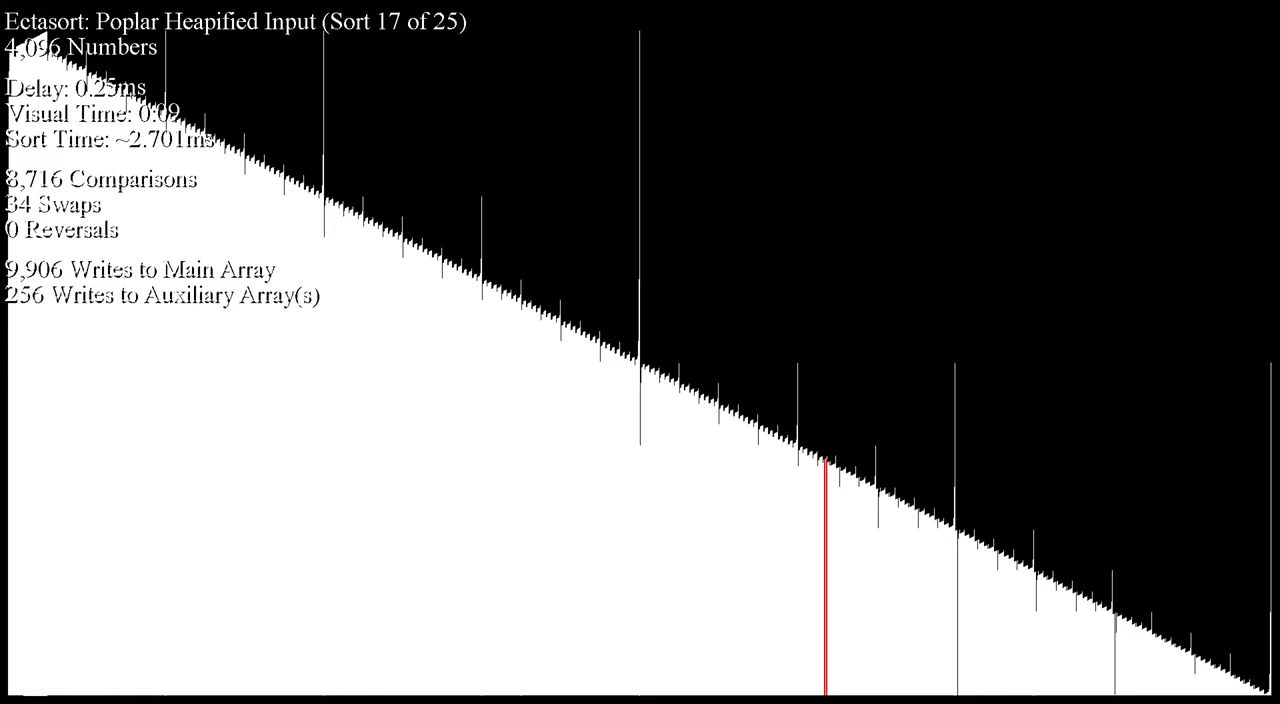 Ectasort: Poplar Heapified Input (Sort 17 of 25)
4,096 Numbers
Delay: 0.25ms
Visual Time: 0:09
Sort Time: ~2.701ms
8,716 Comparisons
34 Swaps
0 Reversals
9,906 Writes to Main Array
256 Writes to Auxiliary Array(s)